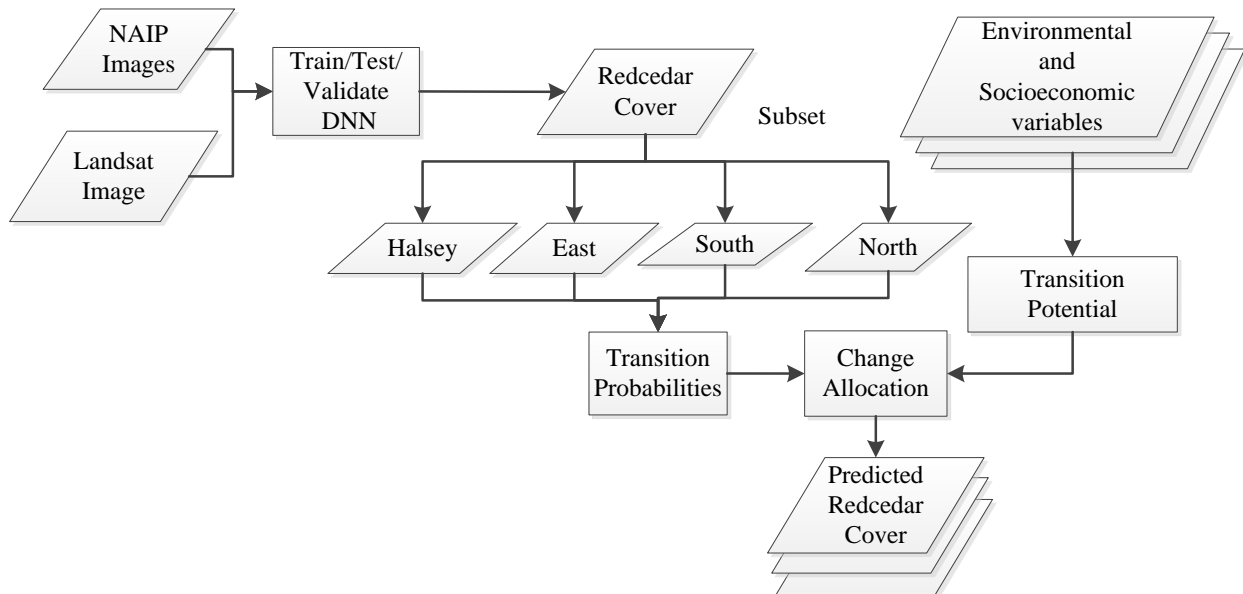 NAIP
Images
Train/Test/
Validate
DNN
Redcedar
Cover
Subset
Environmental
and
Socioeconomic
variables
Landsat
Image
Halsey
East
South
North
Transition
Potential
Transition
Probabilities
Change
Allocation
Predicted
Redcedar
Cover